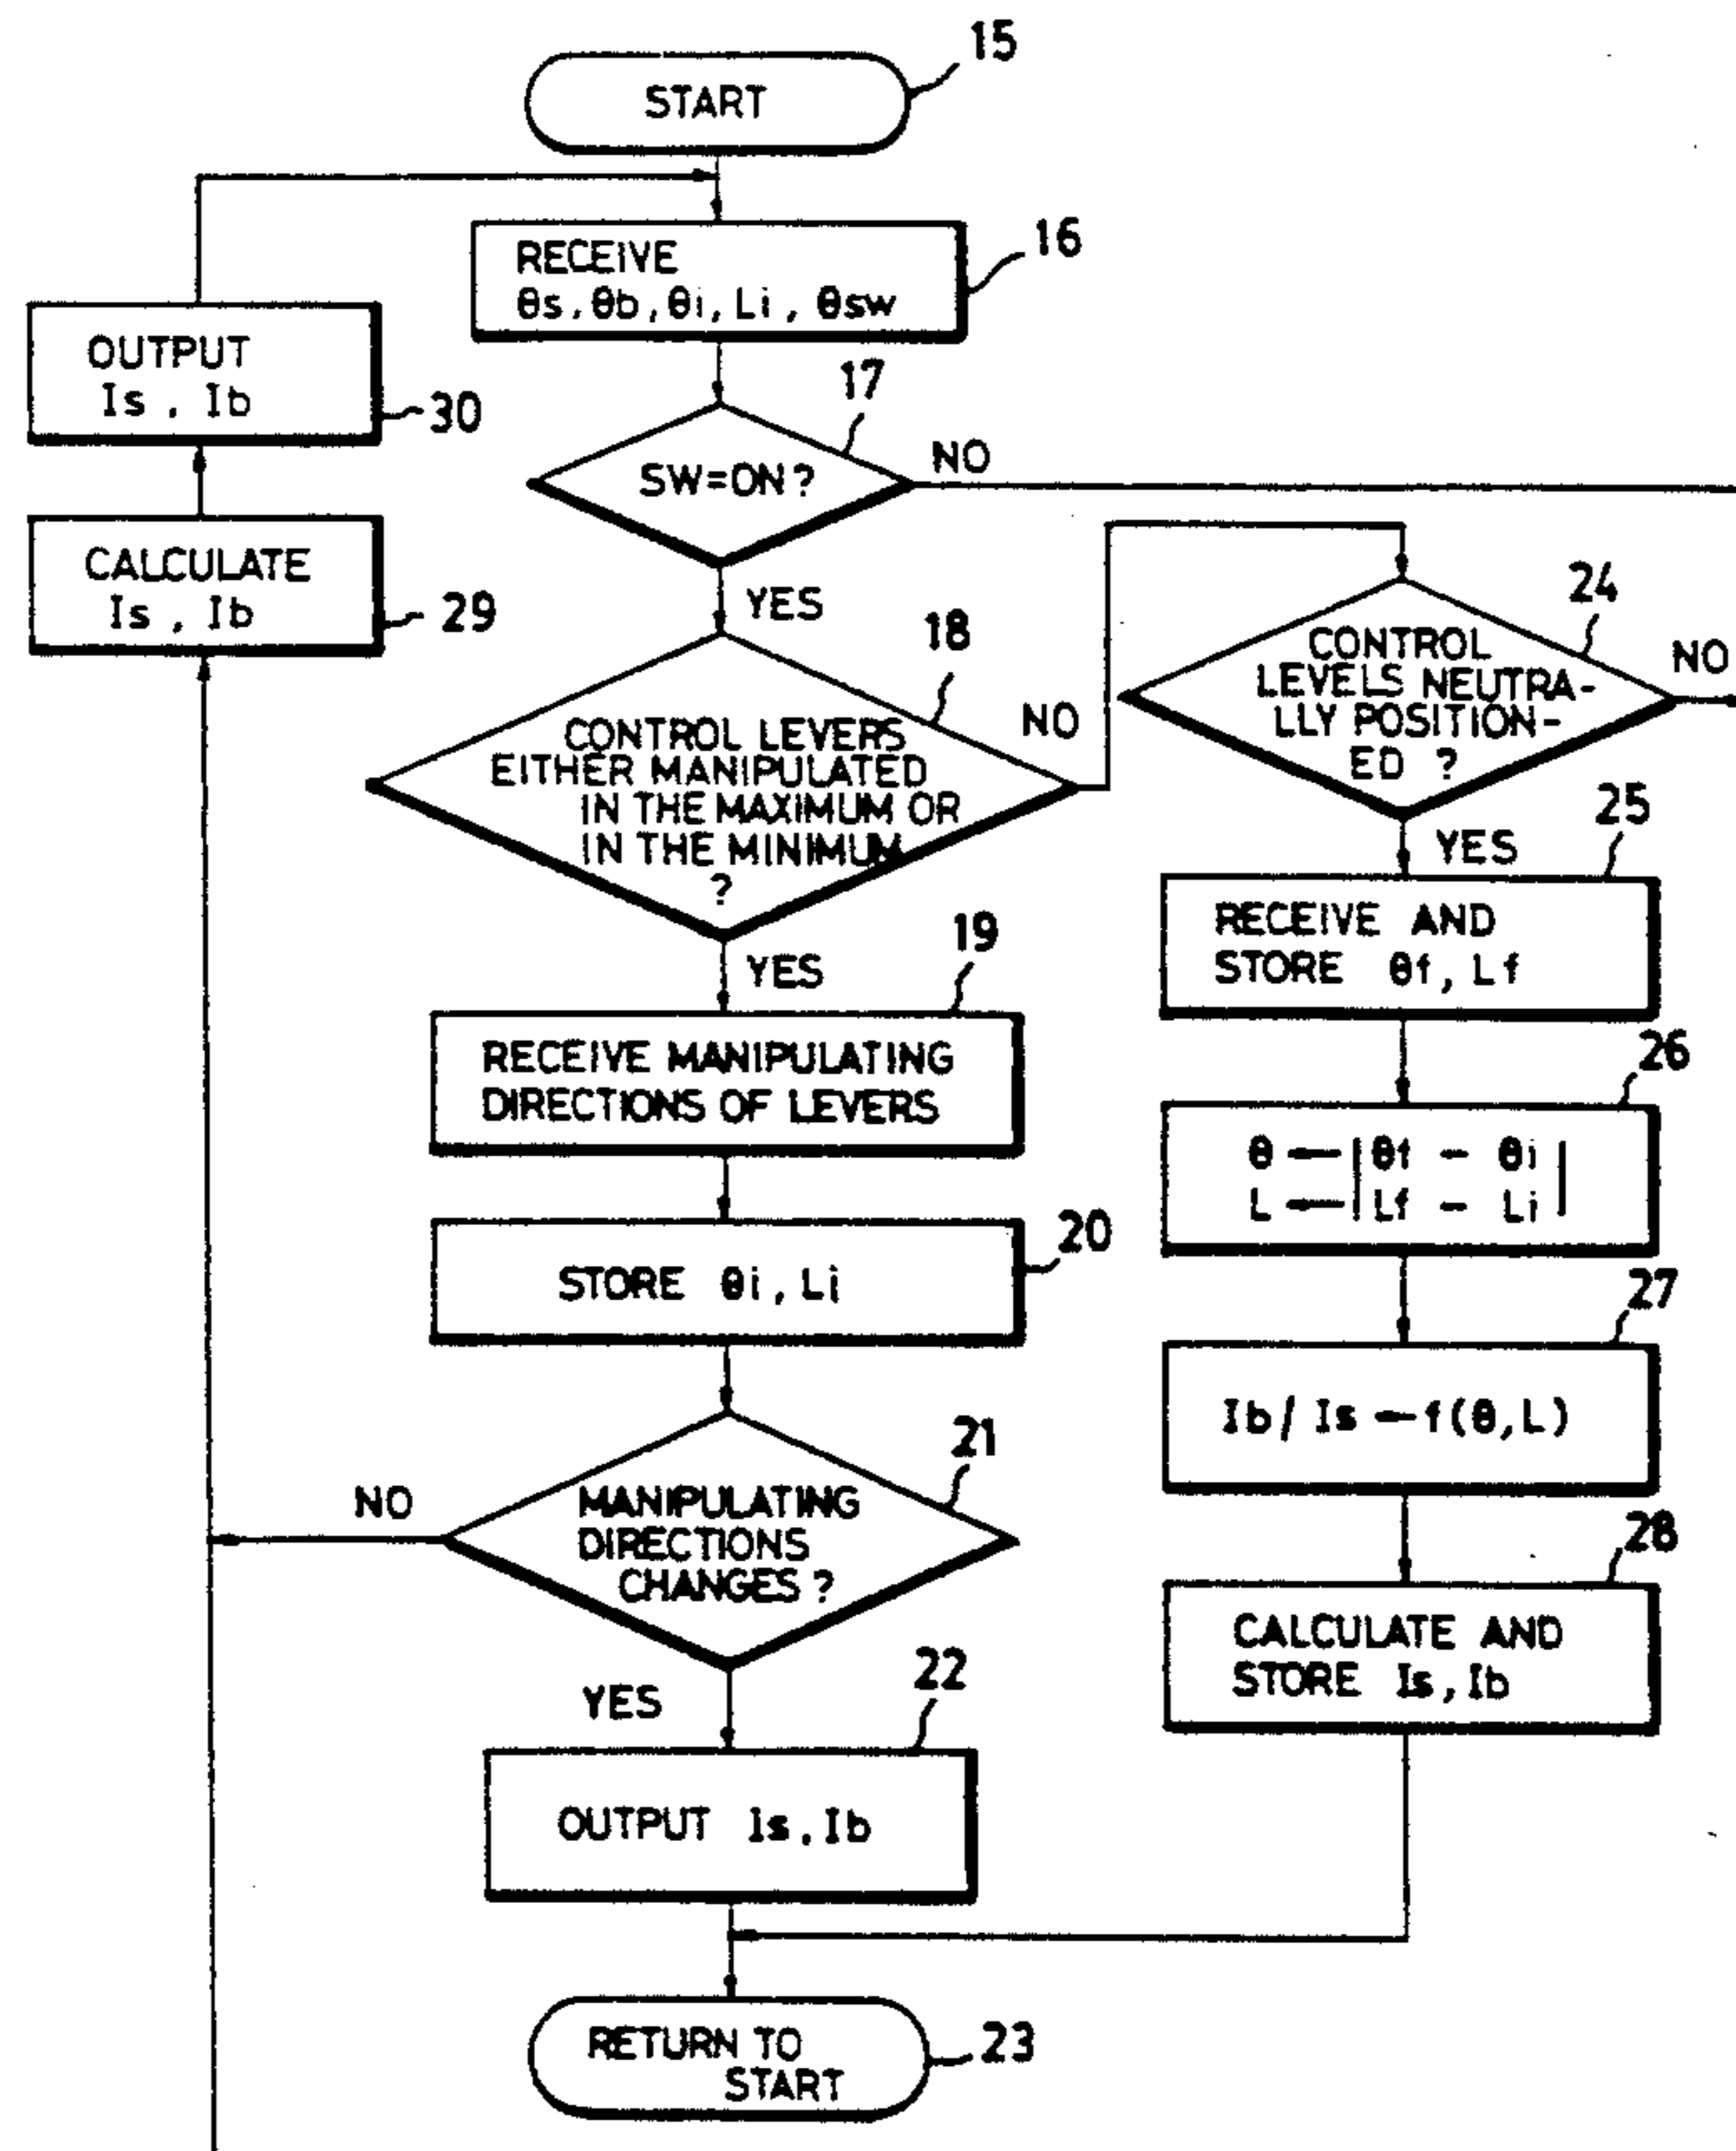 15
START
16
RECEIVE
θs, θb, θi, Li, θsw
17
SW=ON?
NO
YES
18
CONTROL LEVERS
EITHER MANIPULATED
IN THE MAXIMUM OR
IN THE MINIMUM
?
NO
YES
19
RECEIVE MANIPULATING
DIRECTIONS OF LEVERS
20
STORE θi, Li
21
MANIPULATING
DIRECTIONS
CHANGES ?
NO
YES
22
OUTPUT Is, Ib
RETURN TO
START
23
24
CONTROL
LEVELS NEUTRA-
LLY POSITION-
ED ?
NO
YES
25
RECEIVE AND
STORE θf, Lf
26
θ ← |θf - θi|
L ← |Lf - Li|
27
Ib / Is ← f(θ,L)
28
CALCULATE AND
STORE Is, Ib
CALCULATE
Is, Ib
29
OUTPUT
Is, Ib
30